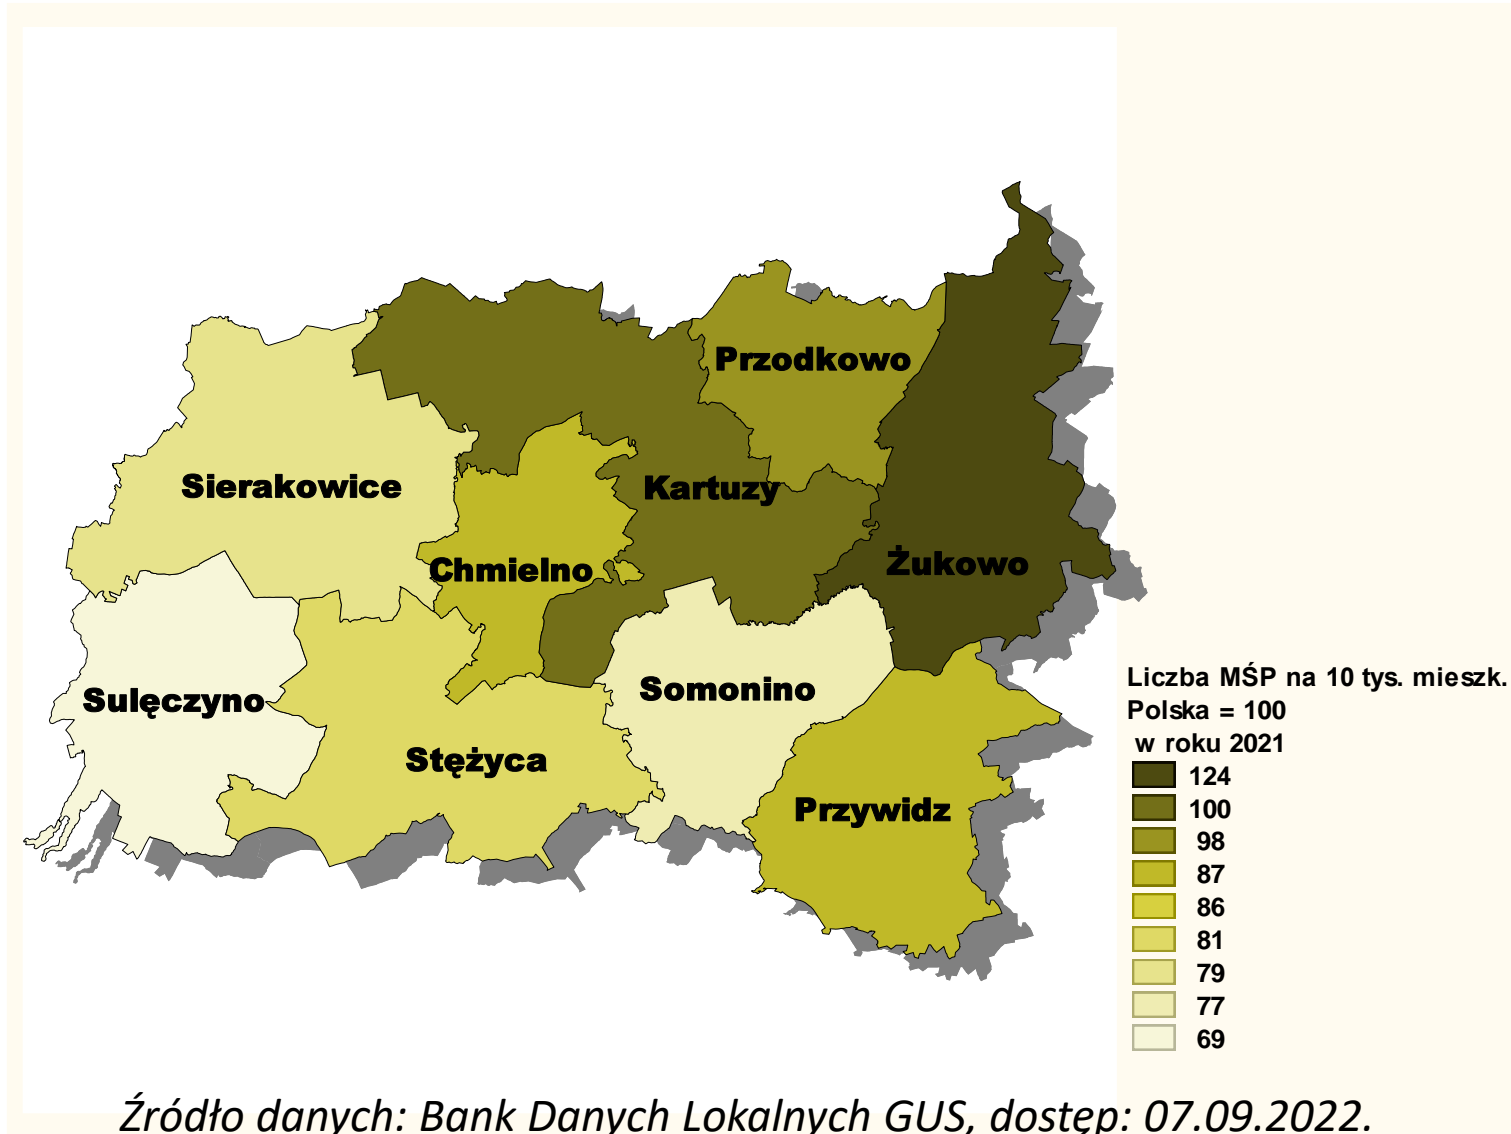 Przodkowo
Sierakowice
Kartuzy
Chmielno
Żukowo
Sulęczyno
Somonino
Stężyca
Przywidz
Liczba MŚP na 10 tys. mieszk.
Polska = 100
w roku 2021
124
100
98
87
86
81
79
77
69
Źródło danych: Bank Danych Lokalnych GUS, dostęp: 07.09.2022.